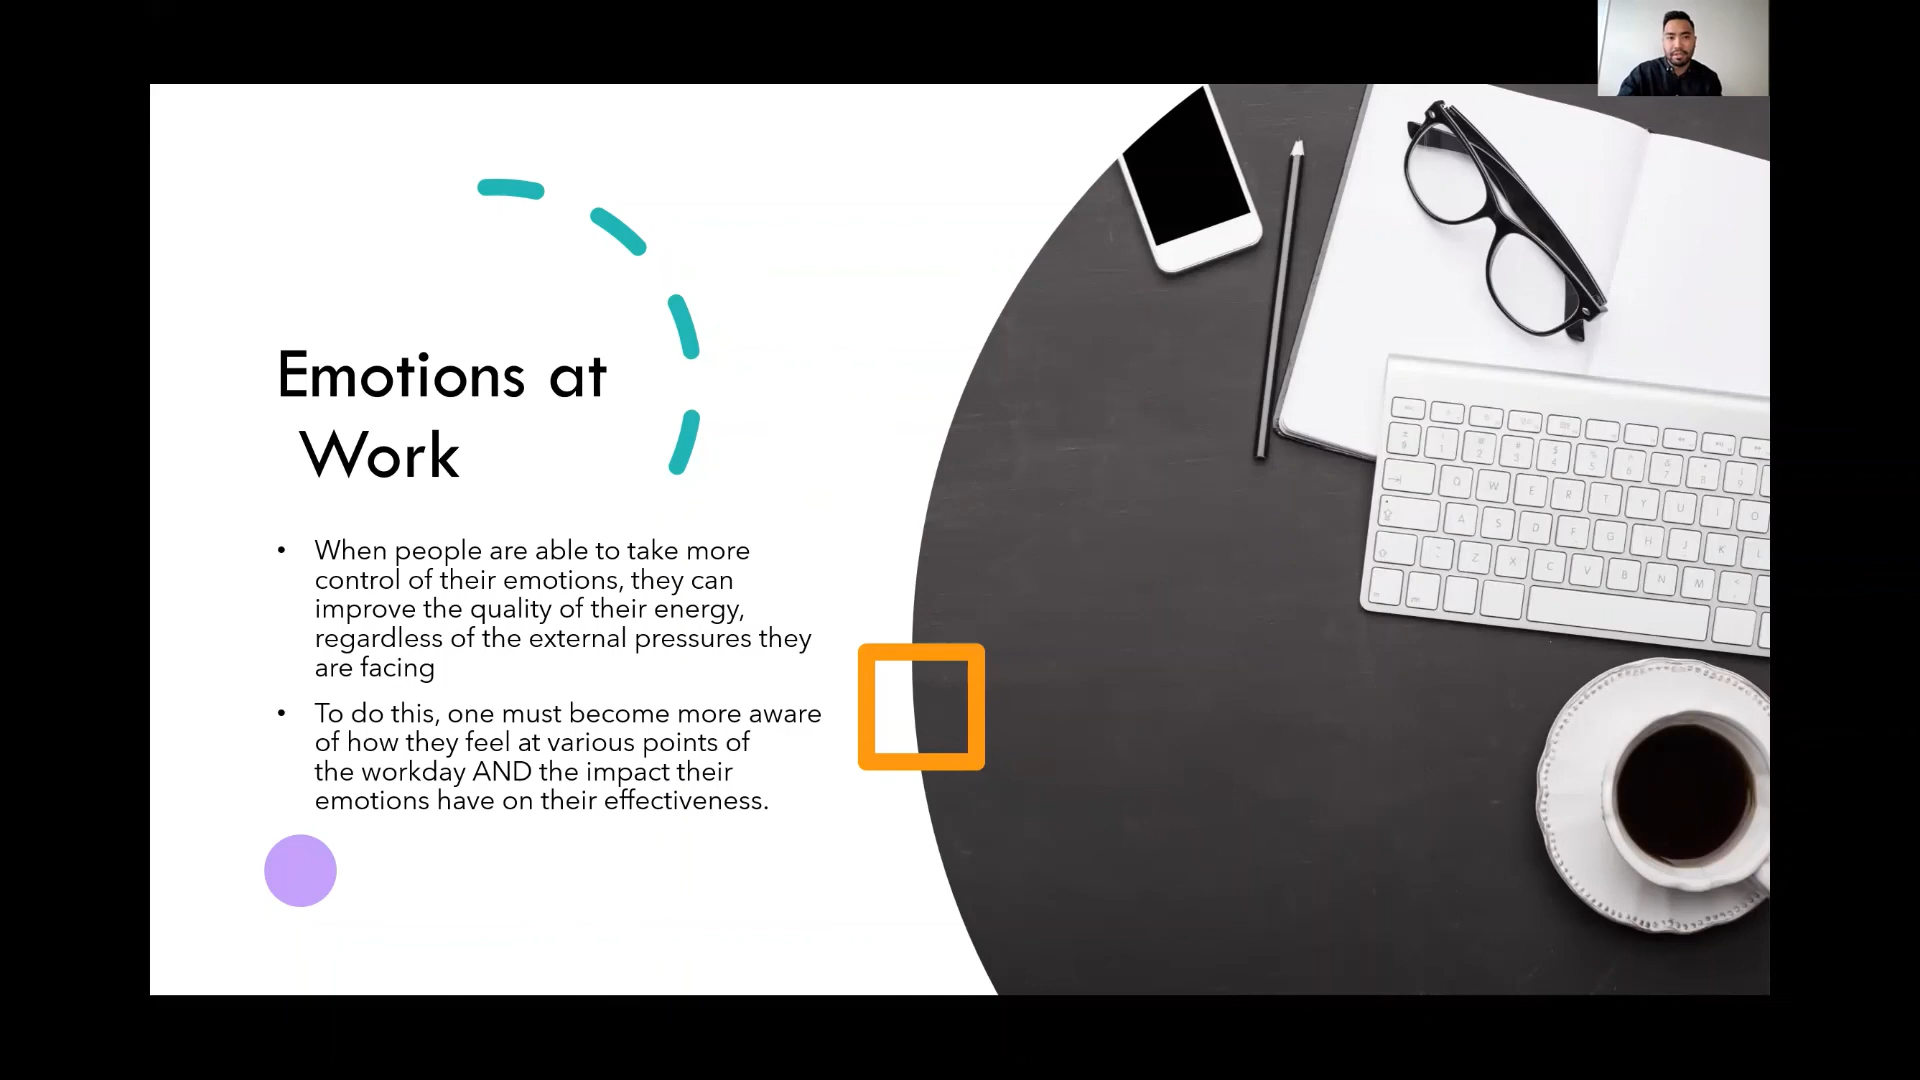 Emotions at
Work
• When people are able to take more
control of their emotions, they can
improve the quality of their energy,
regardless of the external pressures they
are facing
• To do this, one must become more aware
of how they feel at various points of
the workday AND the impact their
emotions have on their effectiveness.